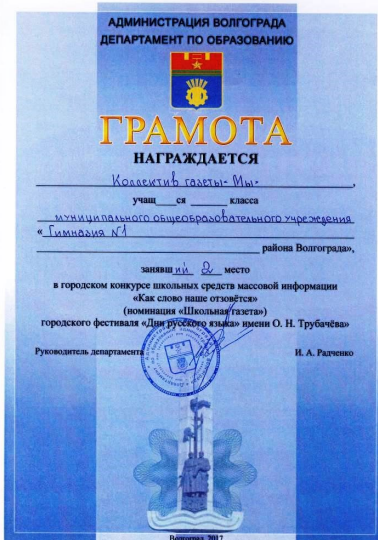 АДМИНИСТРАЦИЯ ВОЛГОГРАДА
ДЕПАРТАМЕНТ ПО ОБРАЗОВАНИЮ
ГРАМОТА
НАГРАЖДАЕТСЯ
Коллектив газеты "Мы",
учащ ся класса
муниципального общеобразовательного учреждения
« Гимназия №1
района Волгограда»,
занявш ий 2 место
в городском конкурсе школьных средств массовой информации
«Как слово наше отзовётся»
(номинация «Школьная газета»)
городского фестиваля «Дни русского языка» имени О. Н. Трубачёва»
Руководитель департамента И. А. Радченко
Волгоград, 2017